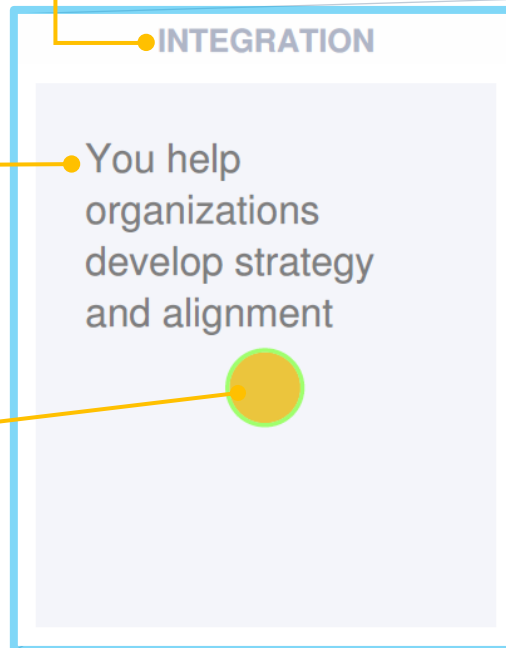 INTEGRATION
You help
organizations
develop strategy
and alignment